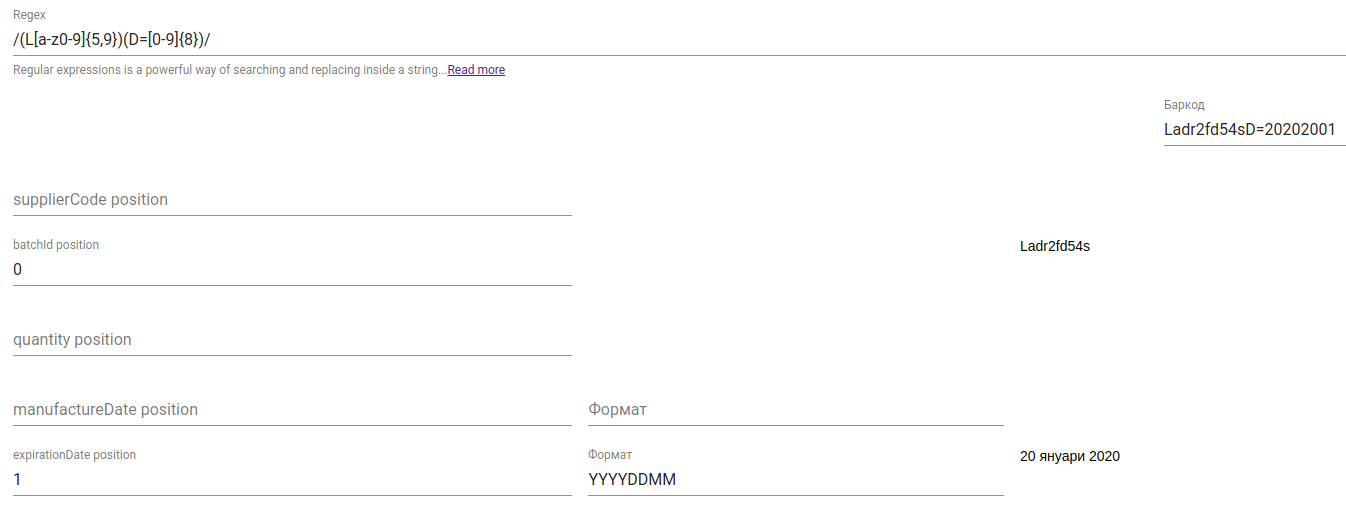 Regex
/(L[a-z0-9]{5,9})(D=[0-9]{8})/
Regular expressions is a powerful way of searching and replacing inside a string...Read more
Баркод
Ladr2fd54sD=20202001
supplierCode position
batchId position
0
Ladr2fd54s
quantity position
manufactureDate position
Формат
expirationDate position
1
Формат
YYYYDDMM
20 януари 2020